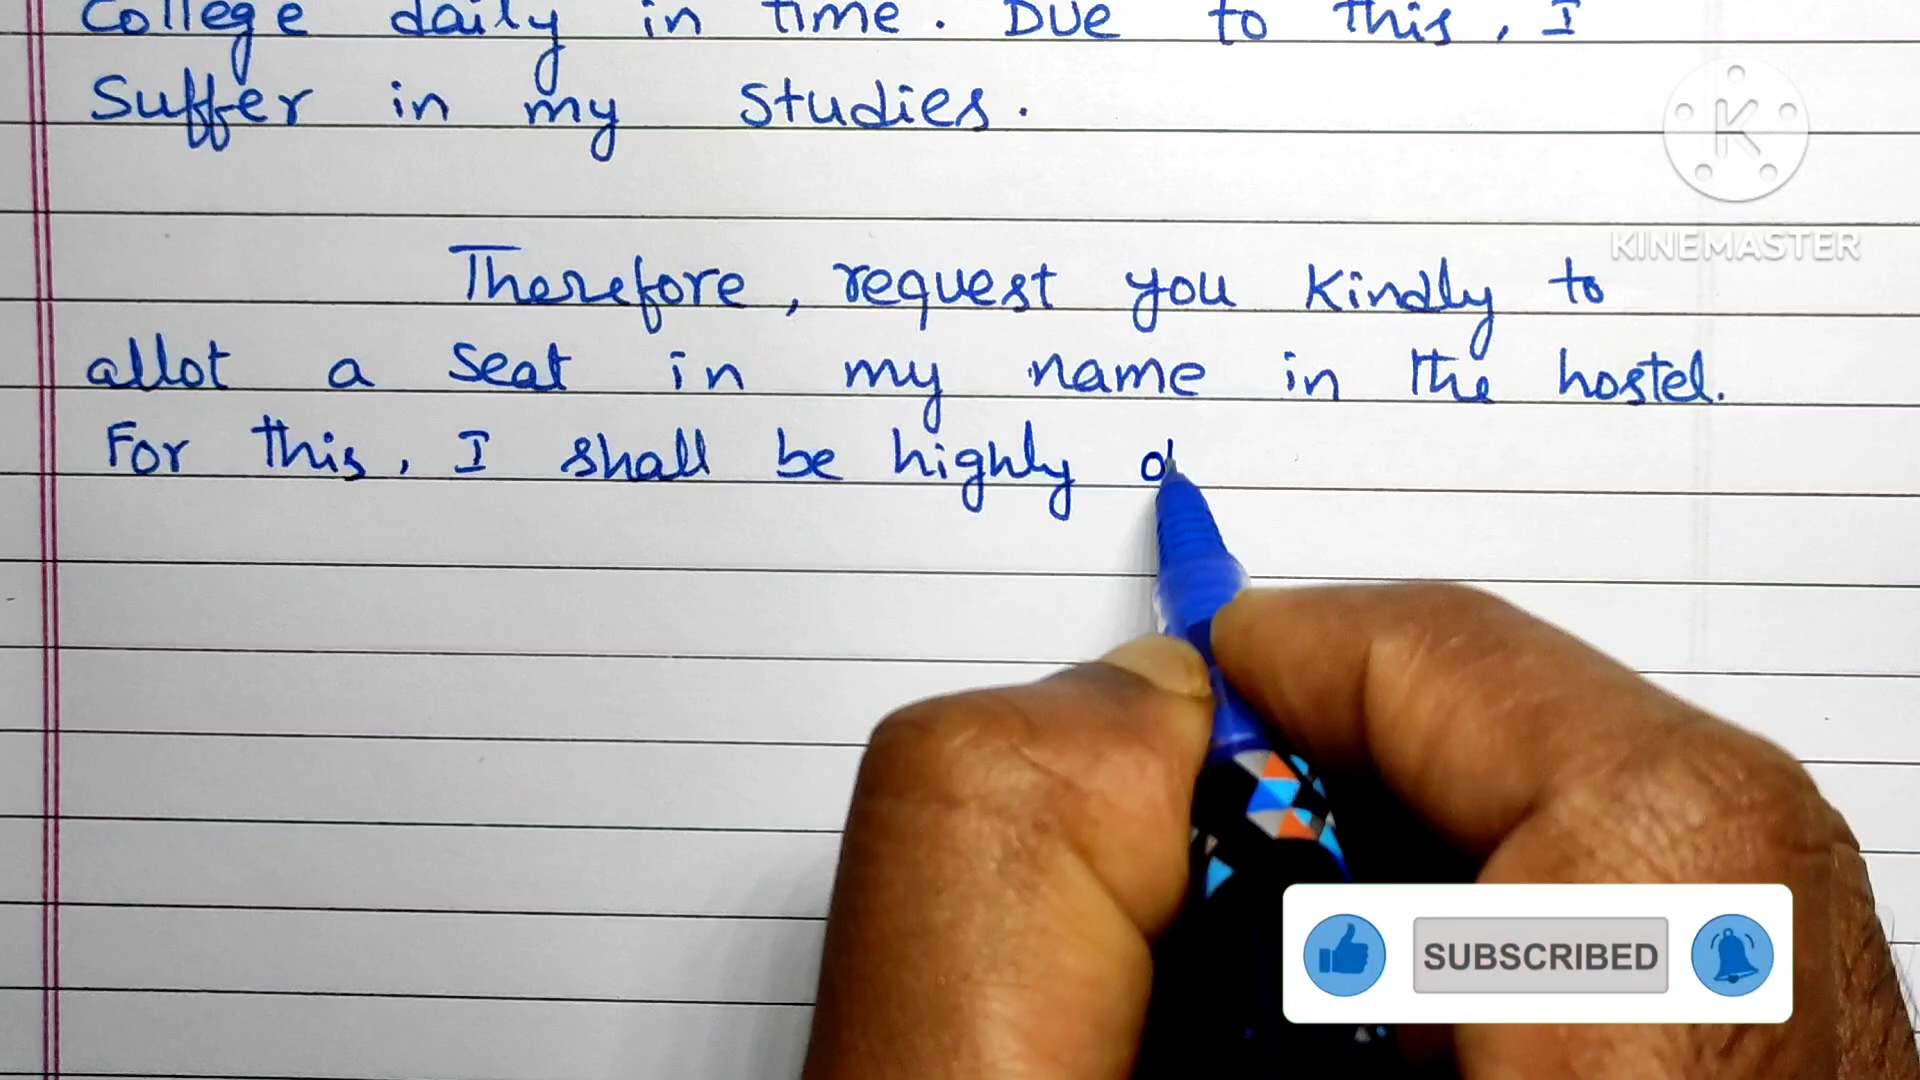 College daily in time. Due to this, I
Suffer in my studies.
K
KINEMASTER
Therefore, request you Kindly to
allot a seat in my name in the hostel.
For this, I shall be highly
SUBSCRIBED